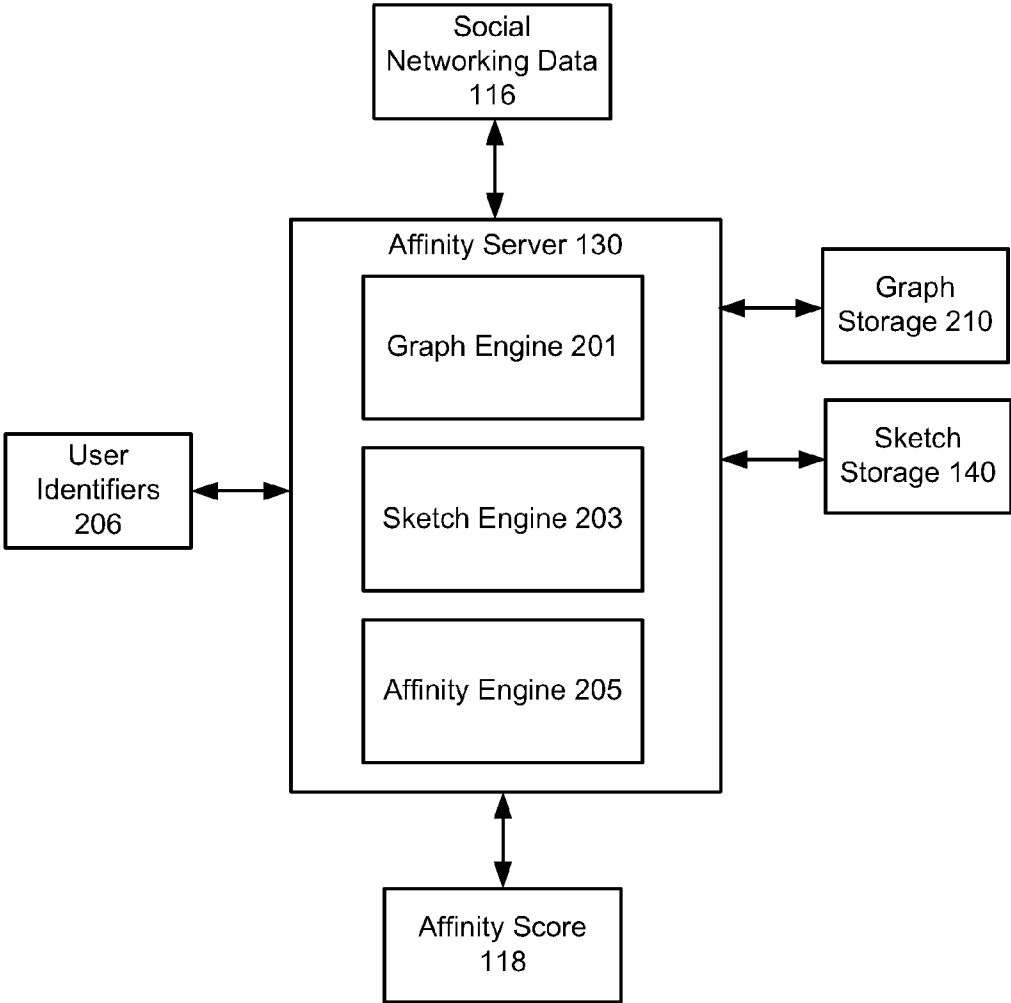 Social
Networking Data
116
Affinity Server 130
Graph Engine 201
Graph
Storage 210
Sketch
Storage 140
User
Identifiers
206
Sketch Engine 203
Affinity Engine 205
Affinity Score
118